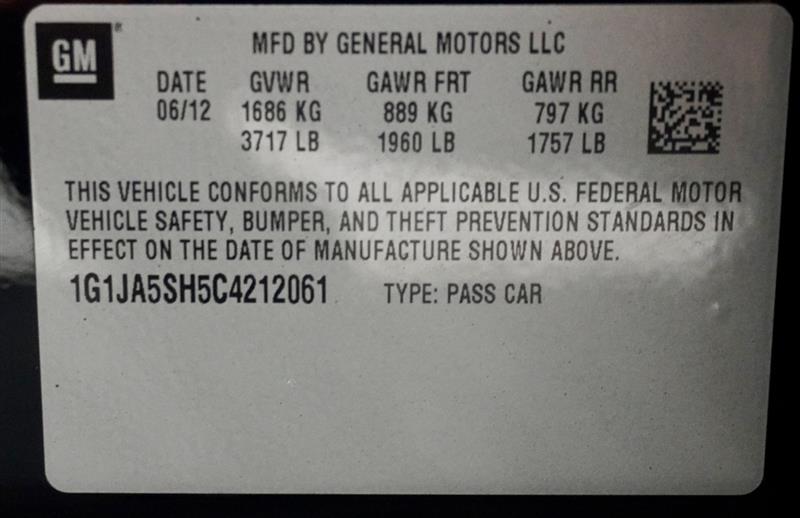 GM®
MFD BY GENERAL MOTORS LLC
DATE GVWR GAWR FRT GAWR RR
06/12 1686 KG 889 KG 797 KG
3717 LB 1960 LB 1757 LB
THIS VEHICLE CONFORMS TO ALL APPLICABLE U.S. FEDERAL MOTOR
VEHICLE SAFETY, BUMPER, AND THEFT PREVENTION STANDARDS IN
EFFECT ON THE DATE OF MANUFACTURE SHOWN ABOVE.
1G1JA5SH5C4212061 TYPE: PASS CAR